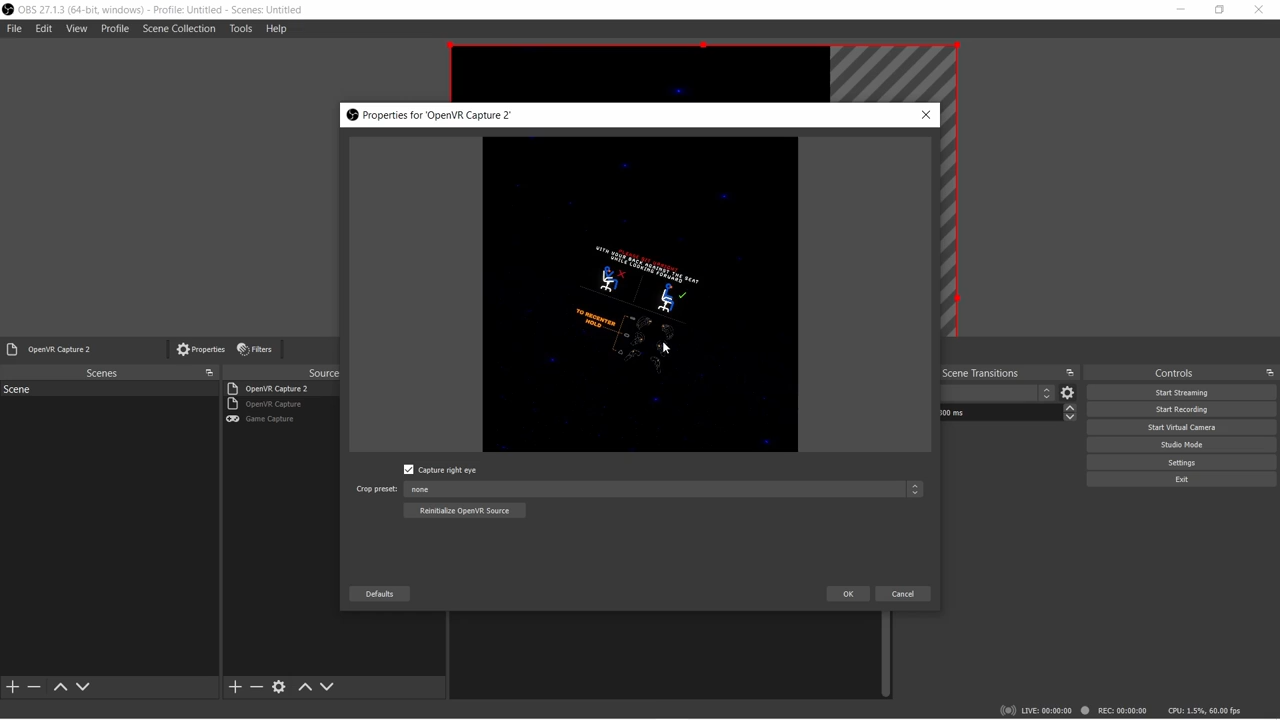 OBS 27.1.3 (64-bit, windows) - Profile: Untitled - Scenes: Untitled
File Edit View Profile Scene Collection Tools Help
Properties for 'OpenVR Capture 2'
WITH YOUR BACK AGAINST THE SEAT
WHILE LOOKING FORWARD
TO RECENTER
HOLD
OpenVR Capture 2 Properties Filters
Scenes
Scene
Source
OpenVR Capture 2
OpenVR Capture
Game Capture
Capture right eye
Crop preset: none
Reinitialize OpenVR Source
Defaults OK Cancel
Scene Transitions
300 ms
Controls
Start Streaming
Start Recording
Start Virtual Camera
Studio Mode
Settings
Exit
LIVE: 00:00:00 REC: 00:00:00 CPU: 1.5%, 60.00 fps